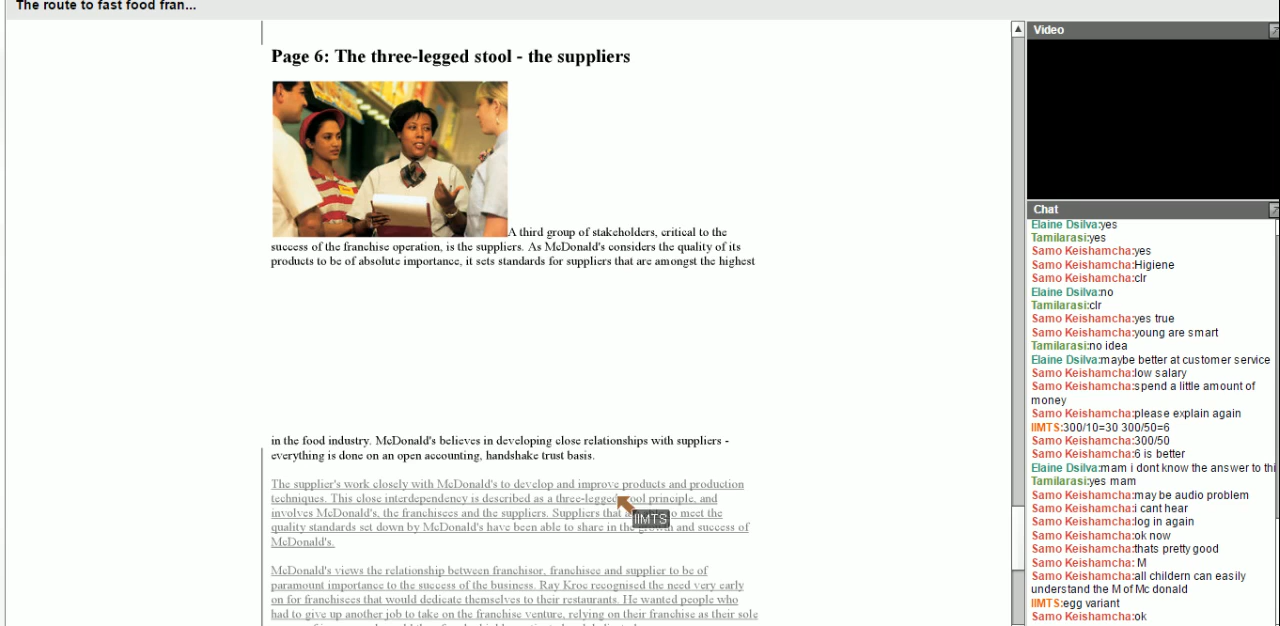 The route to fast food fran...
Page 6: The three-legged stool - the suppliers
A third group of stakeholders, critical to the
success of the franchise operation, is the suppliers. As McDonald's considers the quality of its
products to be of absolute importance, it sets standards for suppliers that are amongst the highest
in the food industry. McDonald's believes in developing close relationships with suppliers -
everything is done on an open accounting, handshake trust basis.
The supplier's work closely with McDonald's to develop and improve products and production
techniques. This close interdependency is described as a three-legged principle, and
involves McDonald's, the franchisees and the suppliers. Suppliers that to meet the
IIMTS
quality standards set down by McDonald's have been able to share in the growth and success of
McDonald's.
McDonald's views the relationship between franchisor, franchisee and supplier to be of
paramount importance to the success of the business. Ray Kroc recognised the need very early
on for franchisees that would dedicate themselves to their restaurants. He wanted people who
had to give up another job to take on the franchise venture, relying on their franchise as their sole
Video
Chat
Elaine Dsilva:yes
Tamilarasi:yes
Samo Keishamcha:yes
Samo Keishamcha:Higiene
Samo Keishamcha:clr
Elaine Dsilva:no
Tamilarasi:clr
Samo Keishamcha:yes true
Samo Keishamcha:young are smart
Tamilarasi:no idea
Elaine Dsilva:maybe better at customer service
Samo Keishamcha:low salary
Samo Keishamcha:spend a little amount of
money
Samo Keishamcha:please explain again
IIMTS:300/10=30 300/50=6
Samo Keishamcha:300/50
Samo Keishamcha:6 is better
Elaine Dsilva:mam i dont know the answer to thi
Tamilarasi:yes mam
Samo Keishamcha:may be audio problem
Samo Keishamcha:i cant hear
Samo Keishamcha:log in again
Samo Keishamcha:ok now
Samo Keishamcha:thats pretty good
Samo Keishamcha: M
Samo Keishamcha:all childern can easily
understand the M of Mc donald
IIMTS:egg variant
Samo Keishamcha:ok